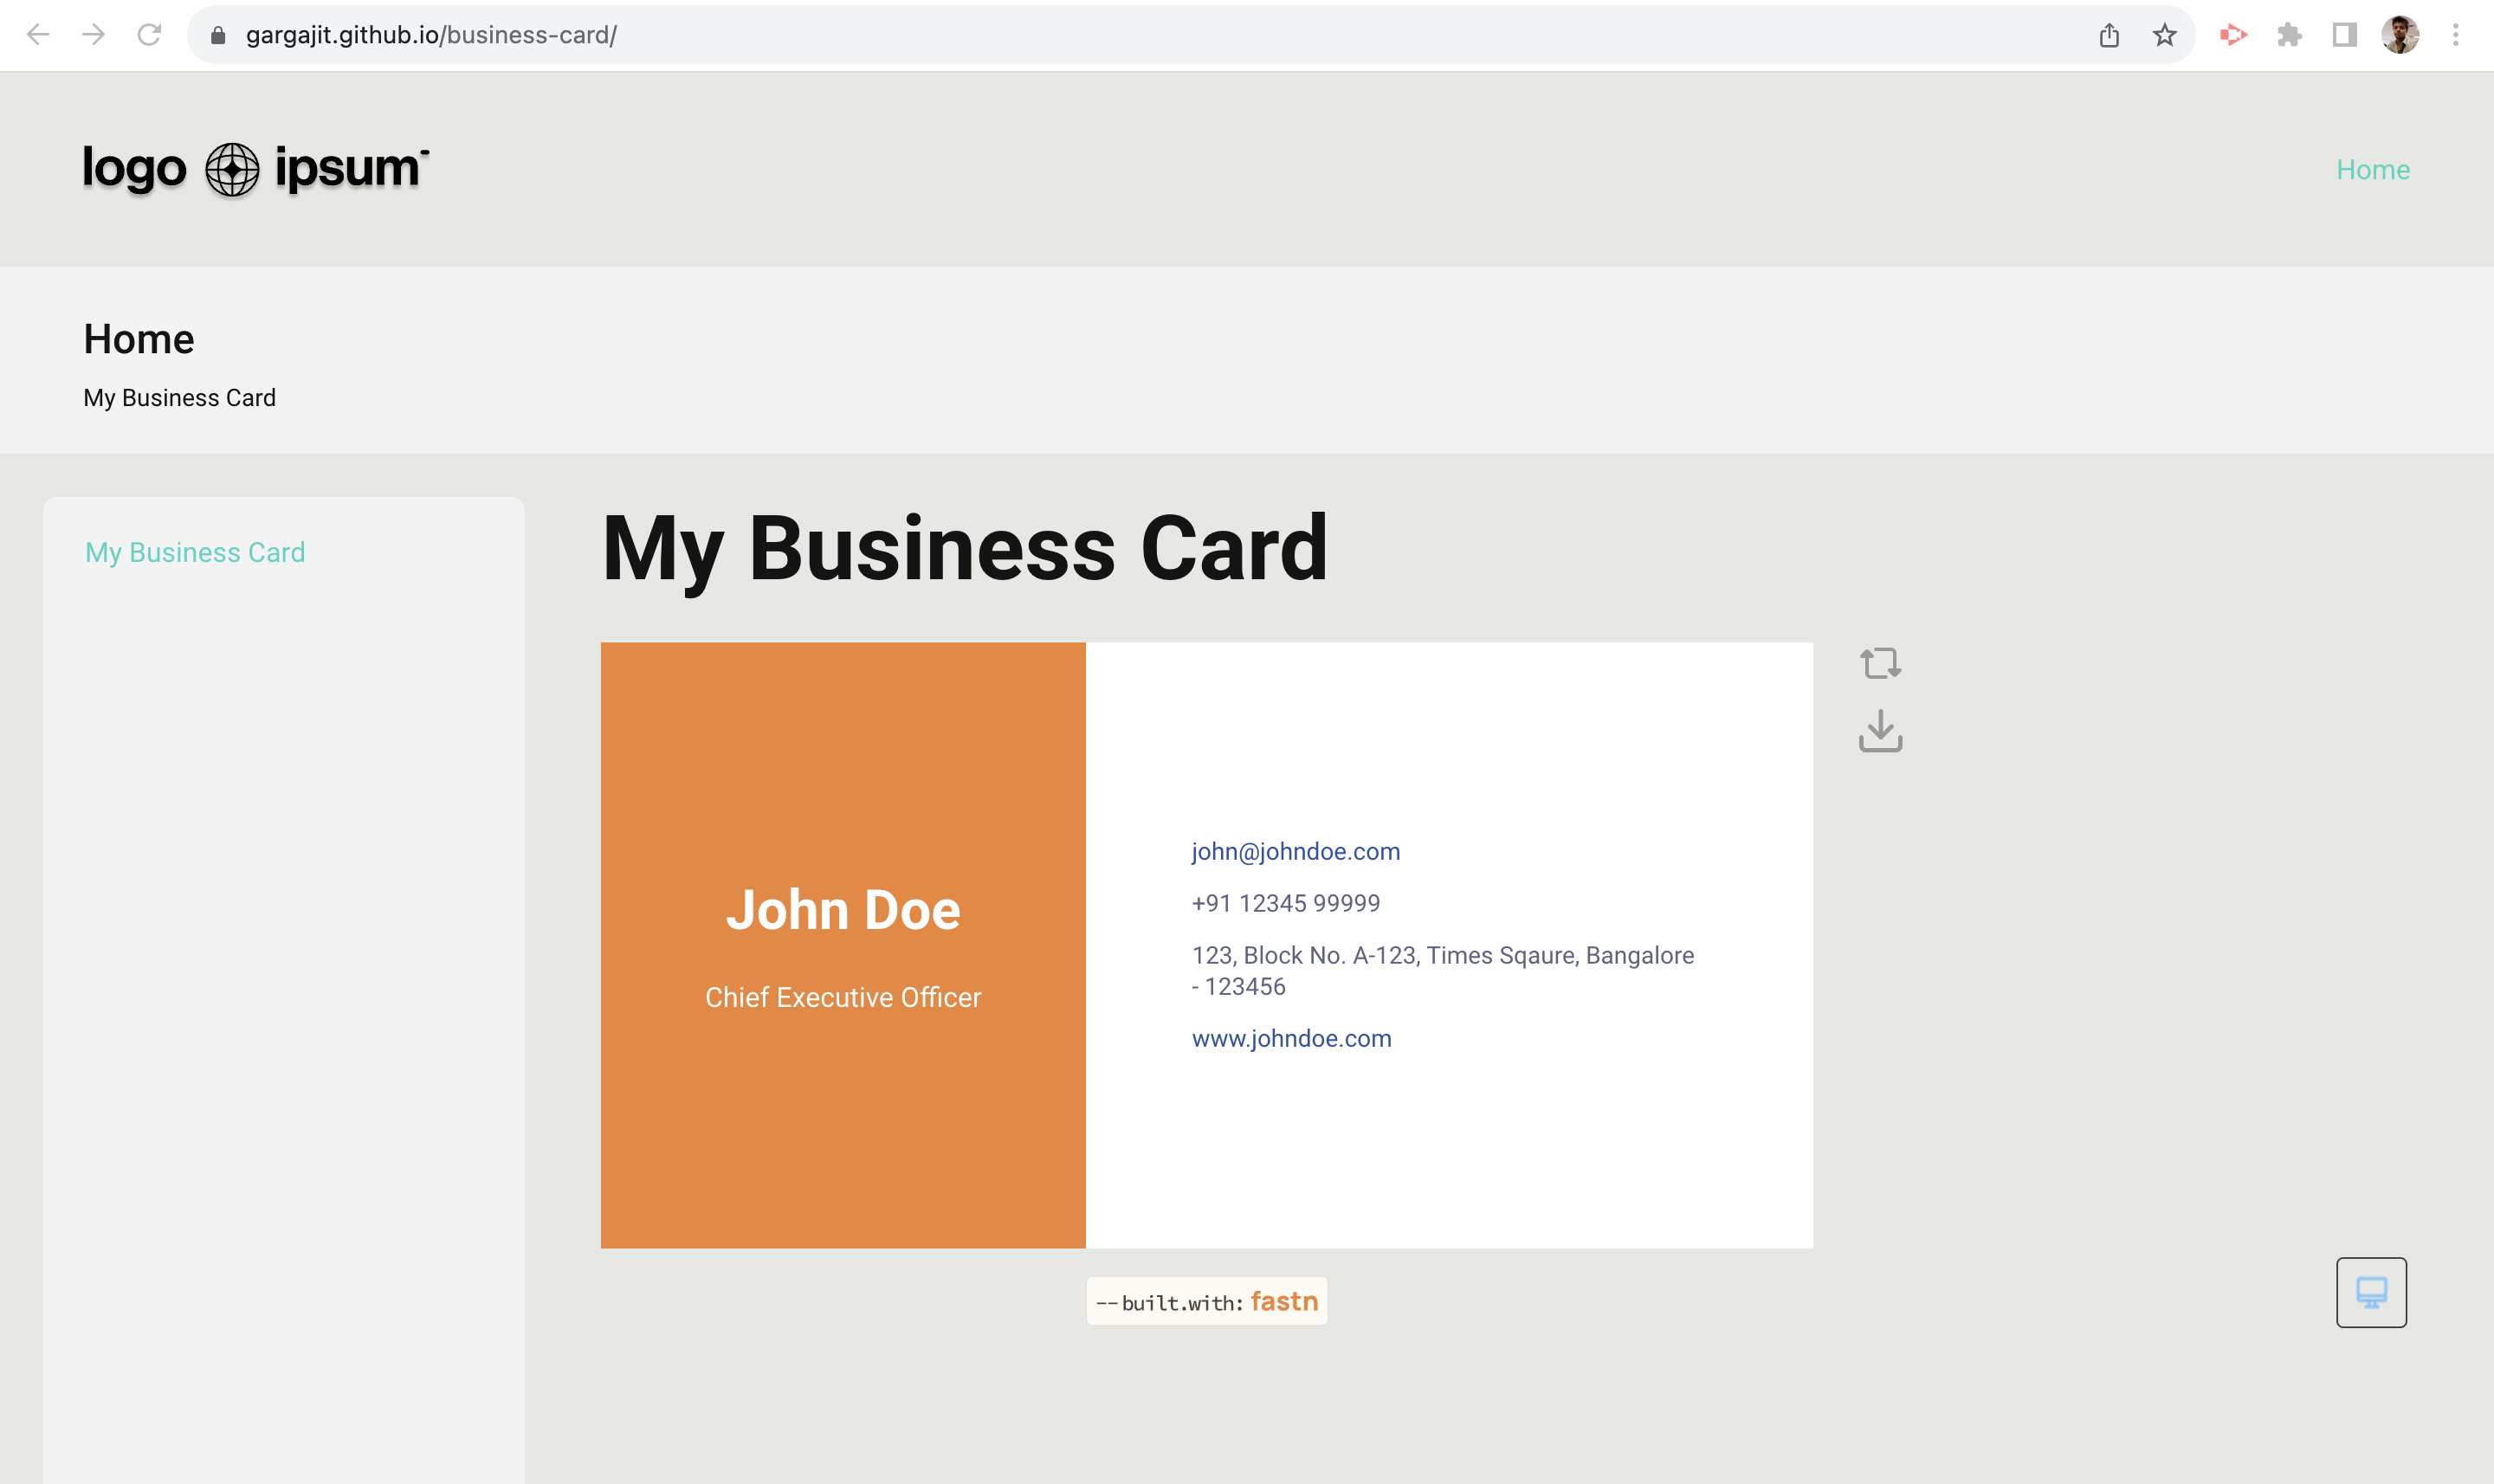 gargajit.github.io/business-card/
logo ipsum
Home
Home
My Business Card
My Business Card
My Business Card
John Doe
Chief Executive Officer
john@johndoe.com
+91 12345 99999
123, Block No. A-123, Times Sqaure, Bangalore
- 123456
www.johndoe.com
-- built.with: fastn